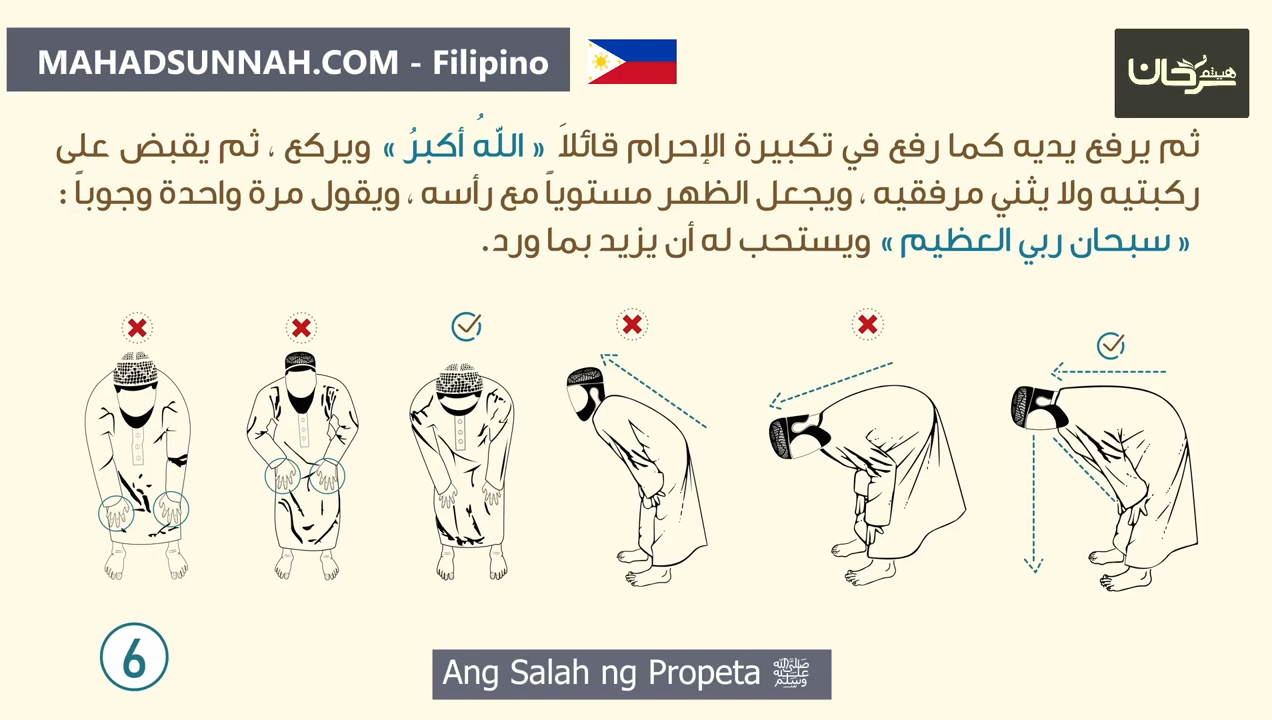 MAHADSUNNAH.COM - Filipino
هيثم سرحان
ثم يرفع يديه كما رفع في تكبيرة الإحرام قائلاَ « اللّهُ أكبرُ » ويركع ، ثم يقبض على
ركبتيه ولا يثني مرفقيه ، ويجعل الظهر مستوياً مع رأسه ، ويقول مرة واحدة وجوباً :
« سبحان ربي العظيم » ويستحب له أن يزيد بما ورد.
6
Ang Salah ng Propeta ﷺ